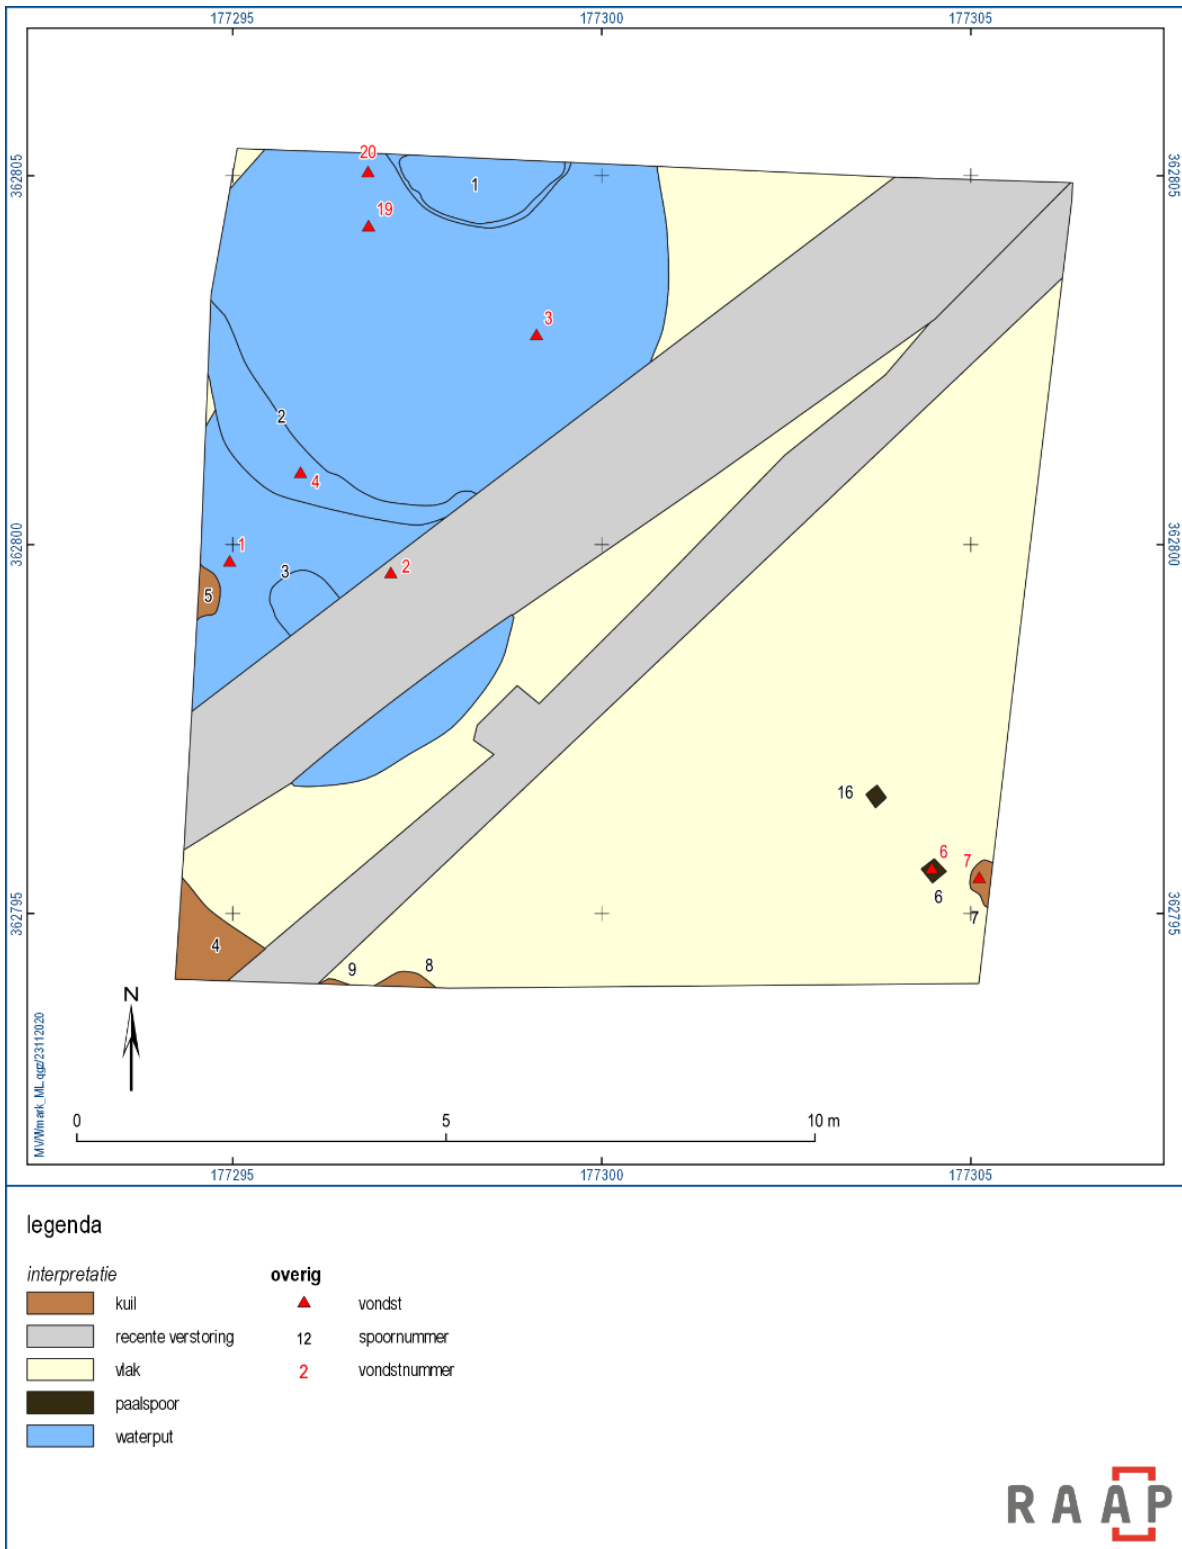 177295 177300 177305
362805 362805
20
1
19
3
2
4
1
3
2
5
362800 362800
16
6
7
6
7
362795 362795
4
9
8
N
MV/Wmark_ML.qgz/23112020
0 5 10 m
177295 177300 177305
legenda
interpretatie overig
kuil vondst
recente verstoring 12 spoornummer
vlak 2 vondstnummer
paalspoor
waterput
RAAP